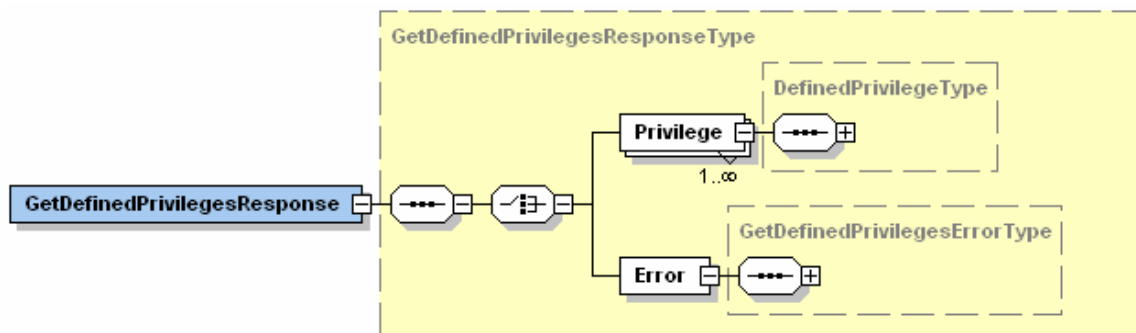 GetDefinedPrivilegesResponseType
DefinedPrivilegeType
Privilege
1..∞
GetDefinedPrivilegesResponse
GetDefinedPrivilegesErrorType
Error